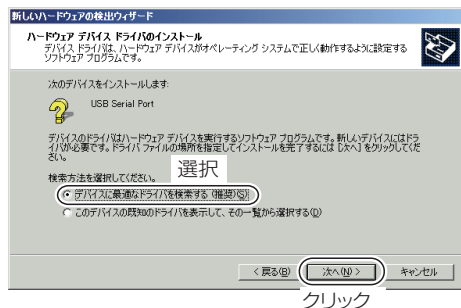 新しいハードウェアの検出ウィザード
ハードウェア デバイス ドライバのインストール
デバイス ドライバは、ハードウェア デバイスがオペレーティング システムで正しく動作するように設定する
ソフトウェア プログラムです。
次のデバイスをインストールします:
USB Serial Port
デバイスのドライバはハードウェア デバイスを実行するソフトウェア プログラムです。新しいデバイスにはドラ
イバが必要です。ドライバ ファイルの場所を指定してインストールを完了するには [次へ] をクリックしてくだ
さい。
選択
検索方法を選択してください。
デバイスに最適なドライバを検索する (推奨)(S)
このデバイスの既知のドライバを表示して、その一覧から選択する(D)
< 戻る(B)
次へ(N) >
キャンセル
クリック